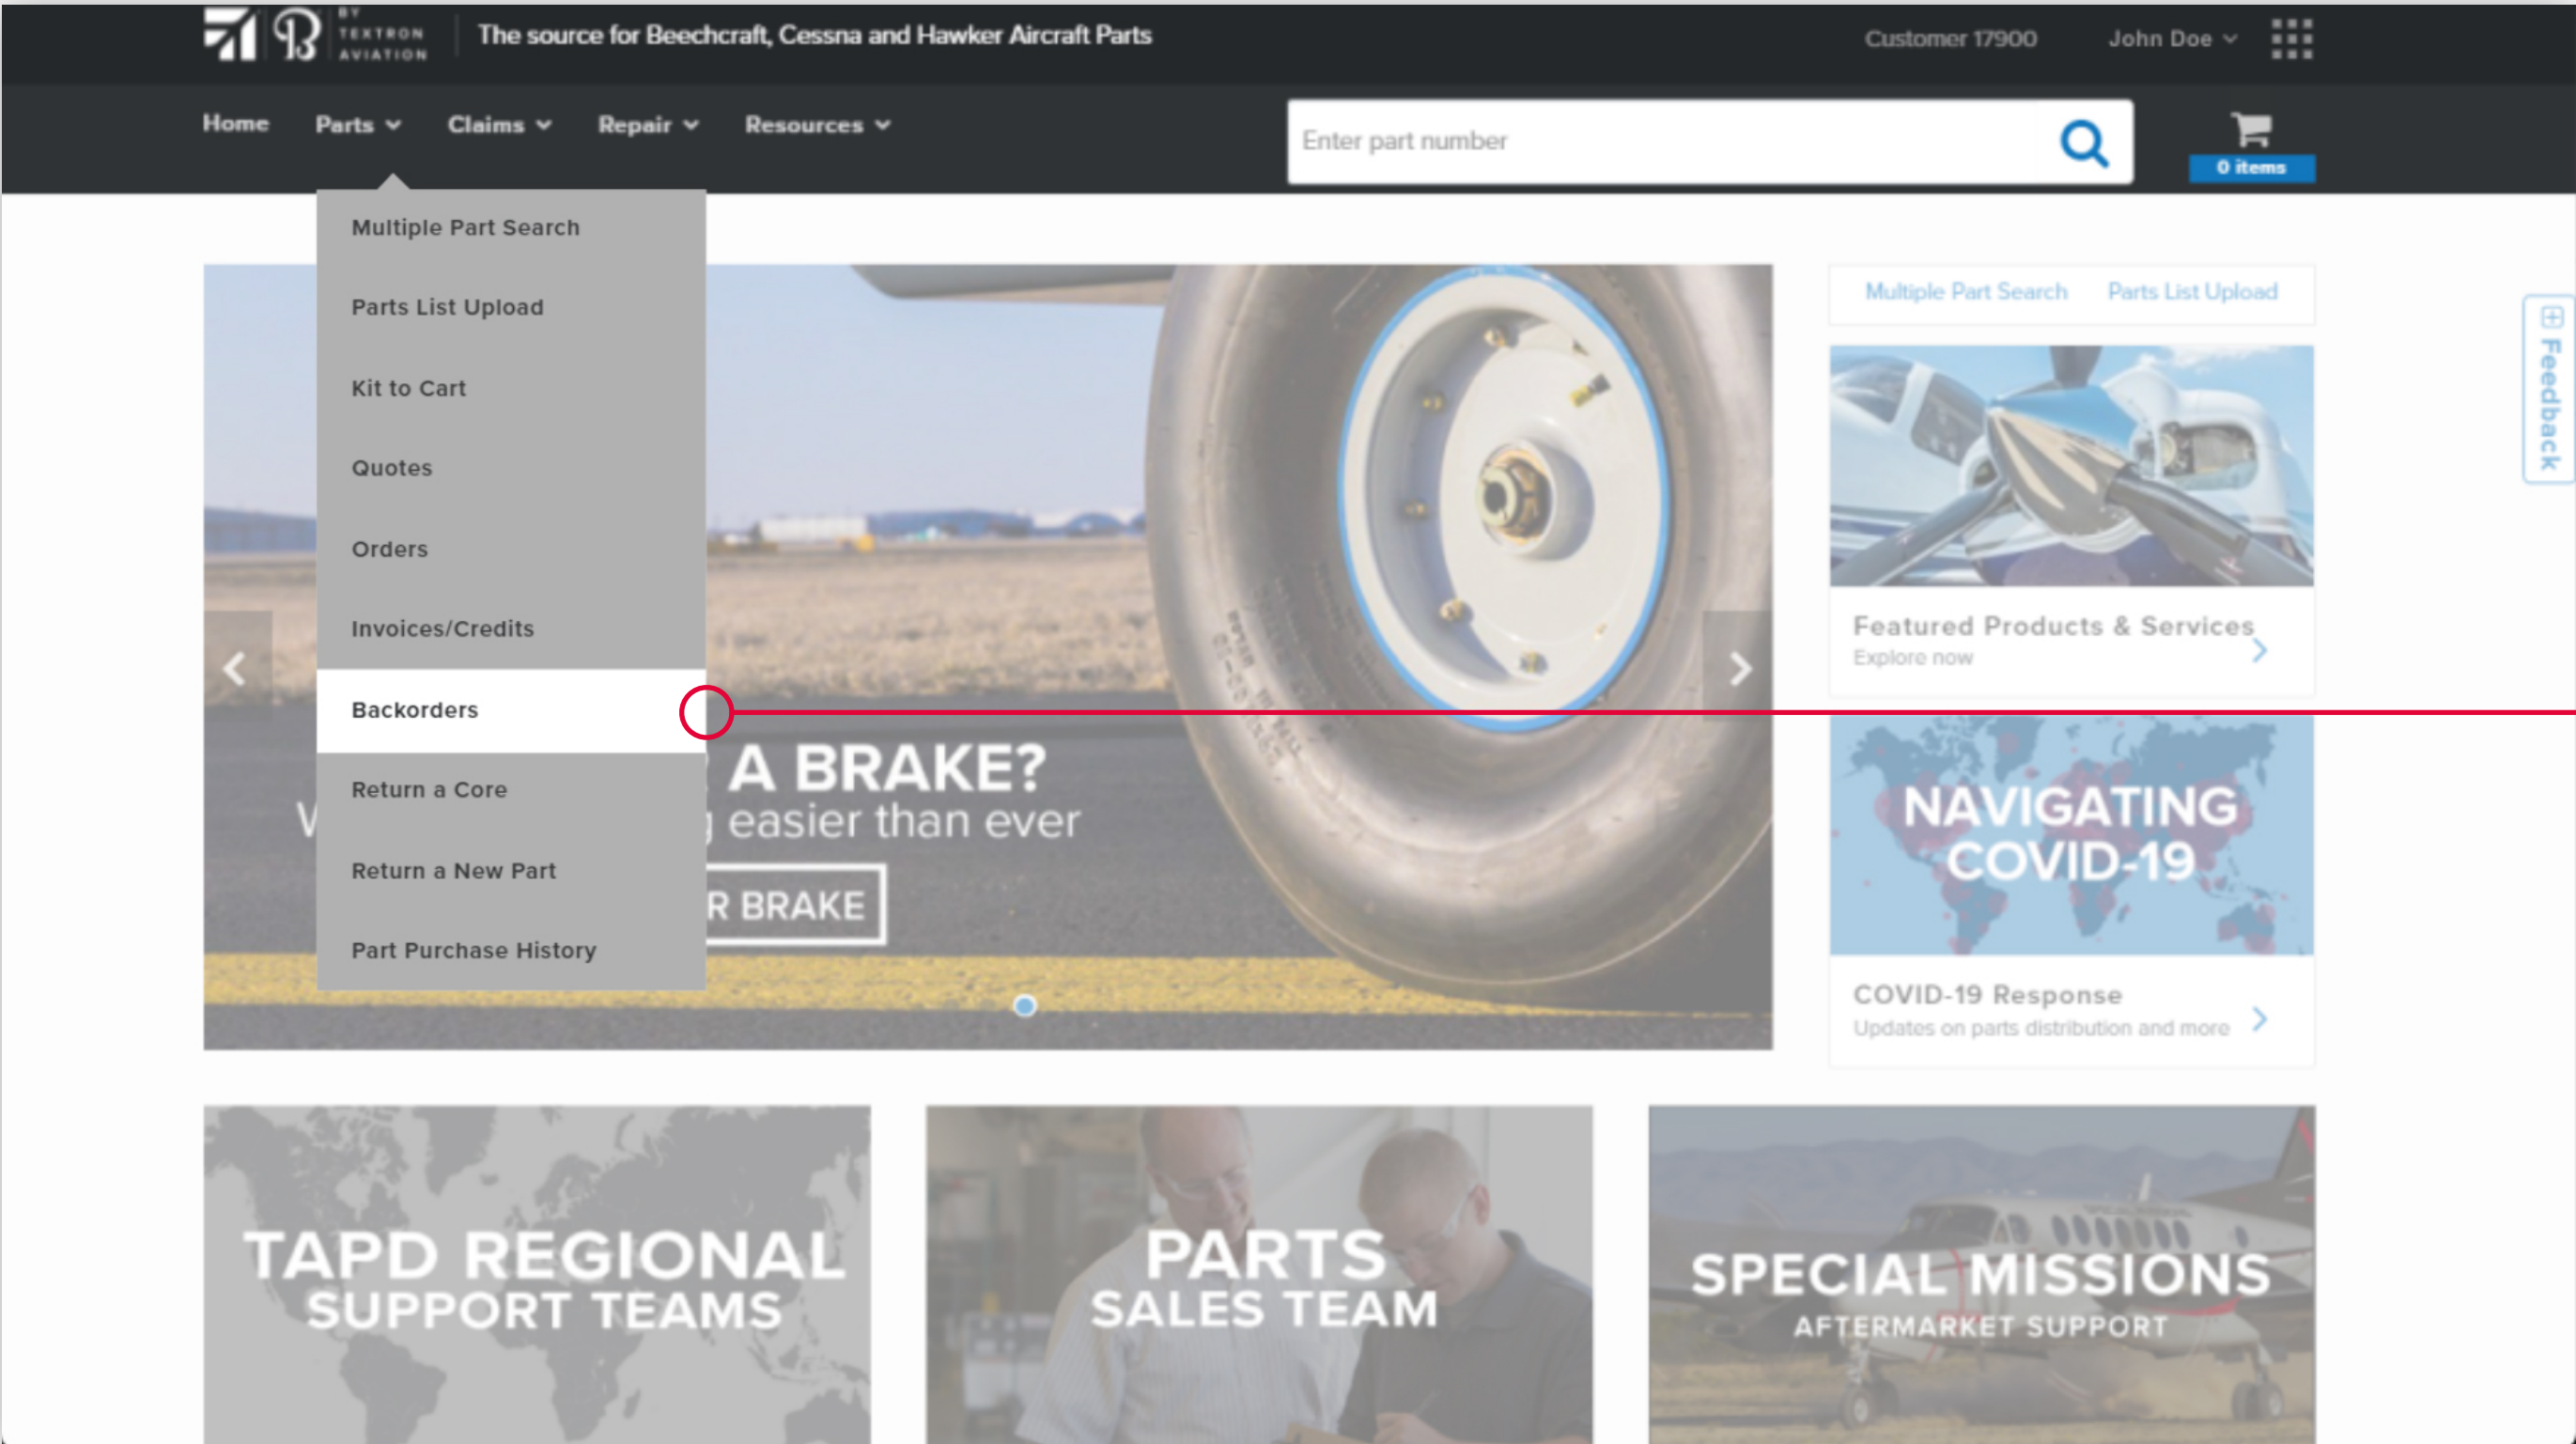 BY
TEXTRON
AVIATION
The source for Beechcraft, Cessna and Hawker Aircraft Parts
Customer 17900
John Doe
Home
Parts
Claims
Repair
Resources
Enter part number
0 items
Multiple Part Search
Parts List Upload
Kit to Cart
Quotes
Orders
Invoices/Credits
Backorders
Return a Core
Return a New Part
Part Purchase History
A BRAKE?
easier than ever
R BRAKE
Multiple Part Search
Parts List Upload
Feedback
Featured Products & Services
Explore now
NAVIGATING
COVID-19
COVID-19 Response
Updates on parts distribution and more
TAPD REGIONAL
SUPPORT TEAMS
PARTS
SALES TEAM
SPECIAL MISSIONS
AFTERMARKET SUPPORT